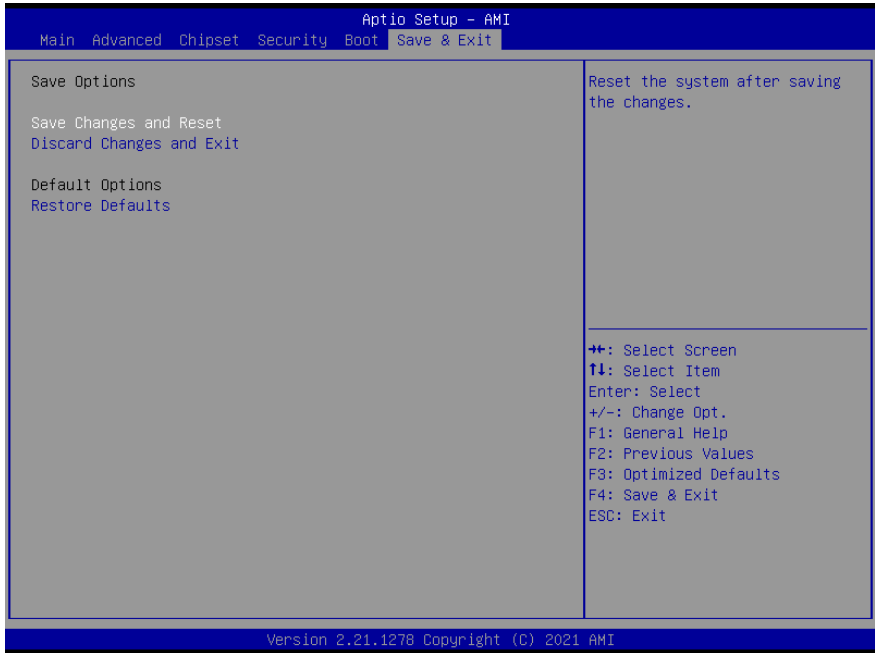 Aptio Setup – AMI
Main Advanced Chipset Security Boot Save & Exit
Save Options
Save Changes and Reset
Discard Changes and Exit
Default Options
Restore Defaults
Reset the system after saving
the changes.
→←: Select Screen
↑↓: Select Item
Enter: Select
+/-: Change Opt.
F1: General Help
F2: Previous Values
F3: Optimized Defaults
F4: Save & Exit
ESC: Exit
Version 2.21.1278 Copyright (C) 2021 AMI